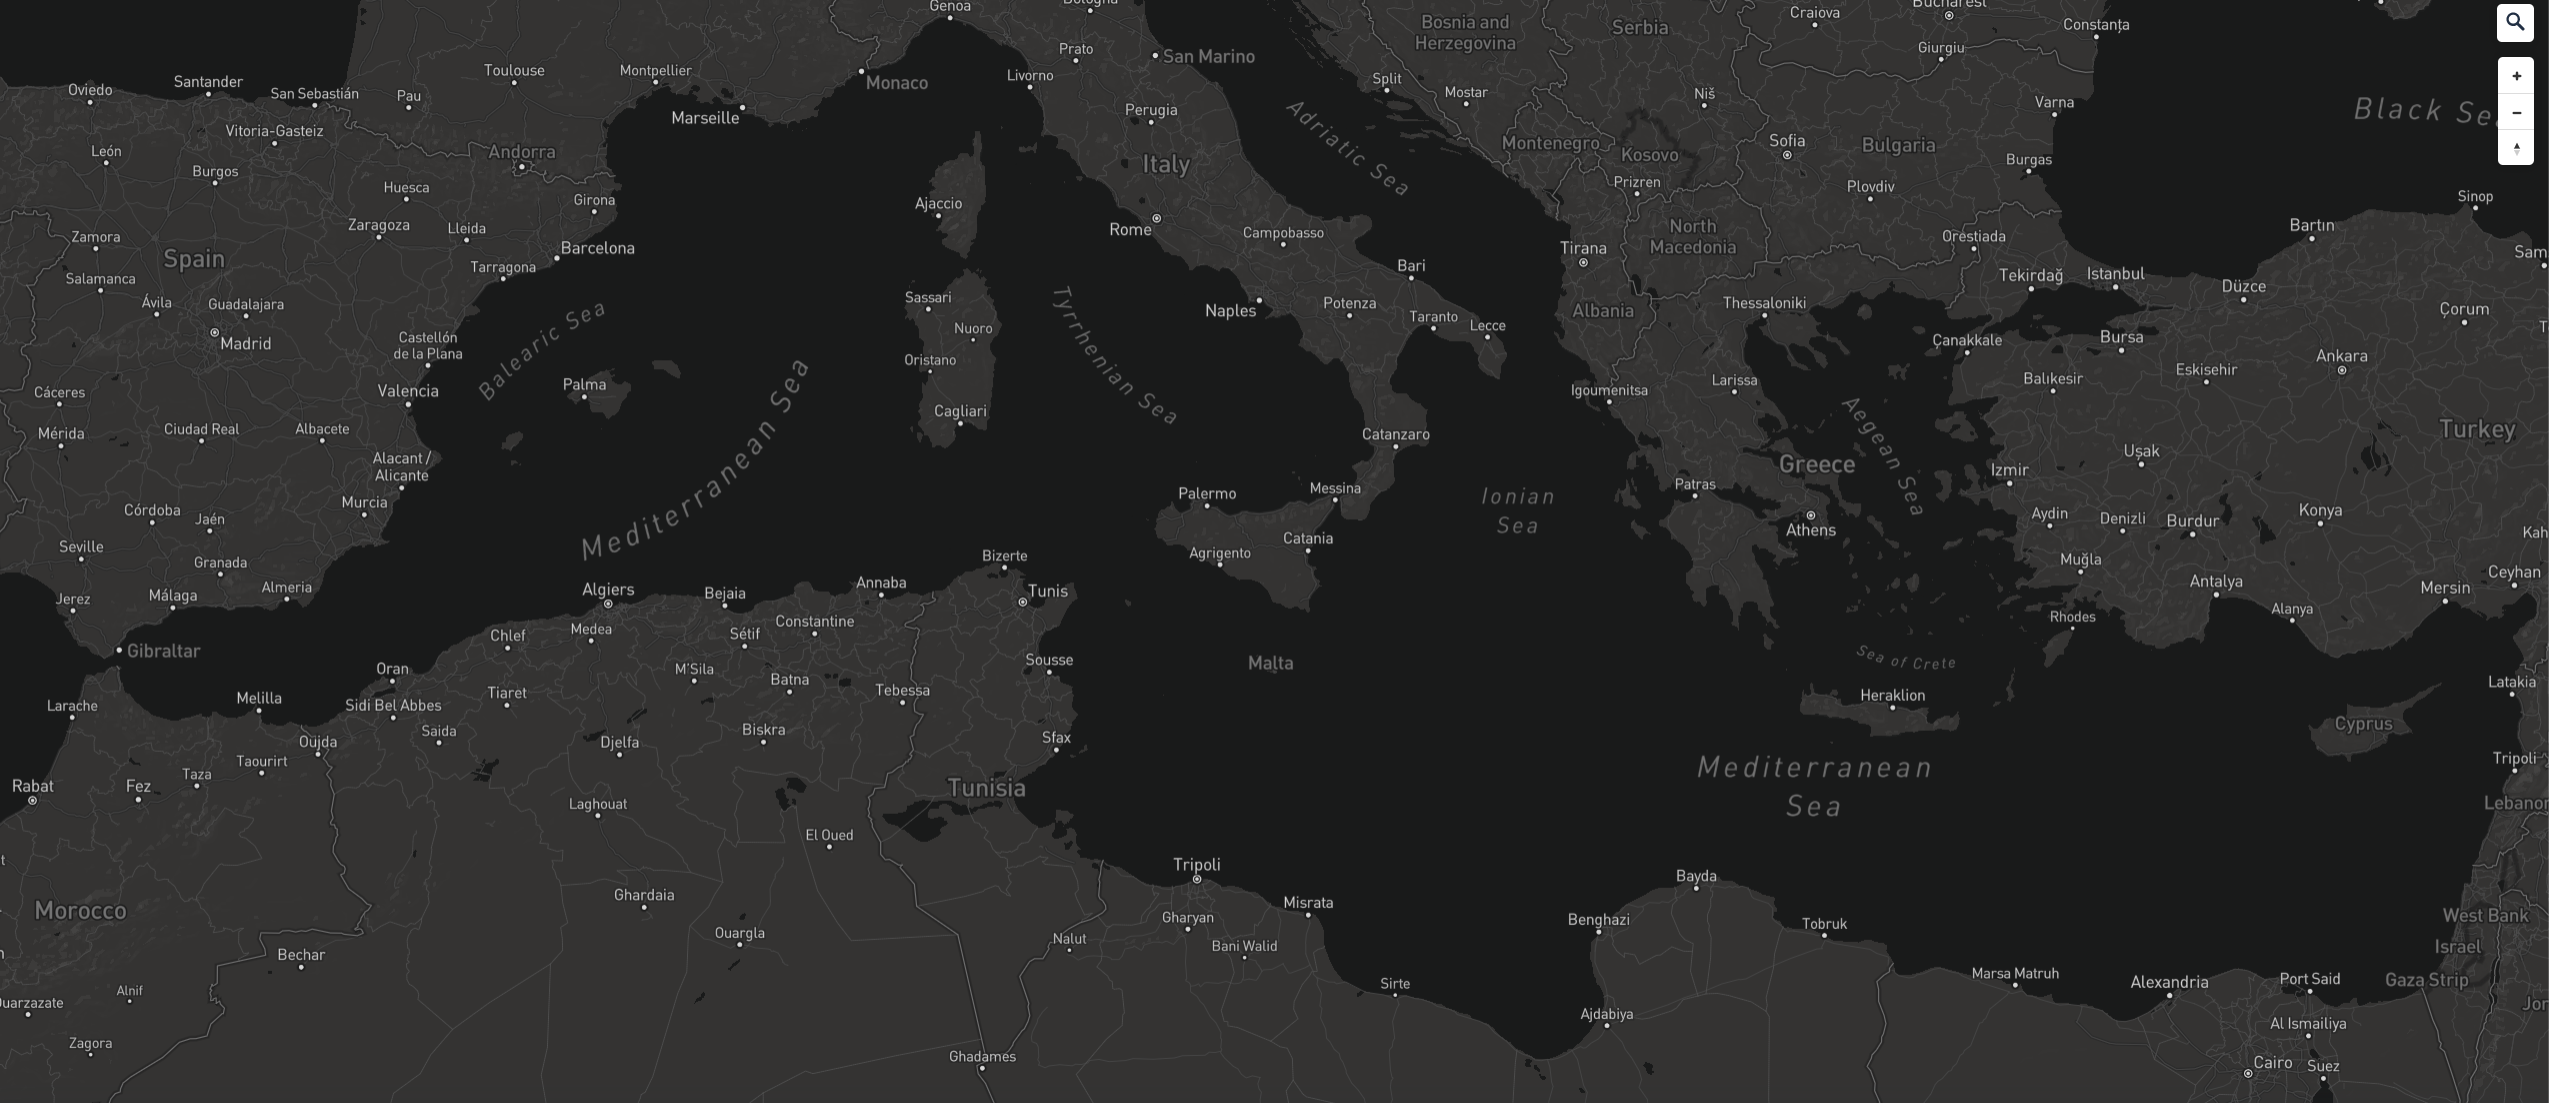 Genoa
Bologna
Bosnia and
Herzegovina
Serbia
Craiova
Bucharest
Constanța
Giurgiu
Prato
San Marino
Toulouse
Montpellier
Monaco
Livorno
Split
Mostar
Niš
Varna
Black Sea
Oviedo
Santander
San Sebastián
Pau
Marseille
Perugia
Adriatic Sea
Vitoria-Gasteiz
León
Andorra
Italy
Montenegro
Kosovo
Sofia
Bulgaria
Burgas
Burgos
Huesca
Girona
Ajaccio
Prizren
Plovdiv
Sinop
Zamora
Zaragoza
Lleida
Rome
Campobasso
North
Macedonia
Orestiada
Bartın
Spain
Barcelona
Tarragona
Tirana
Bari
Salamanca
Tekirdağ
Istanbul
Düzce
Sam
Ávila
Guadalajara
Balearic Sea
Sassari
Tyrrhenian Sea
Naples
Potenza
Taranto
Lecce
Albania
Thessaloniki
Çorum
Madrid
Castellón
de la Plana
Nuoro
Oristano
Çanakkale
Bursa
Ankara
Eskisehir
Cáceres
Valencia
Palma
Mediterranean Sea
Cagliari
Igoumenitsa
Larissa
Balıkesir
Aegean Sea
Mérida
Ciudad Real
Albacete
Catanzaro
Turkey
Alacant /
Alicante
Greece
Izmir
Uşak
Murcia
Palermo
Messina
Ionian
Sea
Patras
Athens
Córdoba
Jaén
Aydin
Denizli
Burdur
Konya
Seville
Granada
Bizerte
Agrigento
Catania
Kah
Muğla
Jerez
Málaga
Almeria
Algiers
Bejaia
Annaba
Tunis
Antalya
Mersin
Ceyhan
Alanya
Rhodes
Gibraltar
Chlef
Medea
Sétif
Constantine
Sousse
Malta
Sea of Crete
Oran
M'Sila
Batna
Tebessa
Heraklion
Latakia
Larache
Melilla
Sidi Bel Abbes
Tiaret
Saida
Djelfa
Biskra
Sfax
Cyprus
Oujda
Taourirt
Taza
Fez
Rabat
Laghouat
Tunisia
Mediterranean
Sea
Tripoli
Lebanon
El Oued
Tripoli
Bayda
Morocco
Ghardaia
Gharyan
Misrata
Benghazi
Tobruk
West Bank
Israel
Bechar
Ouargla
Nalut
Bani Walid
Sirte
Marsa Matruh
Alexandria
Port Said
Gaza Strip
Alnif
Ouarzazate
Ajdabiya
Jor
Zagora
Ghadames
Al Ismailiya
Cairo
Suez